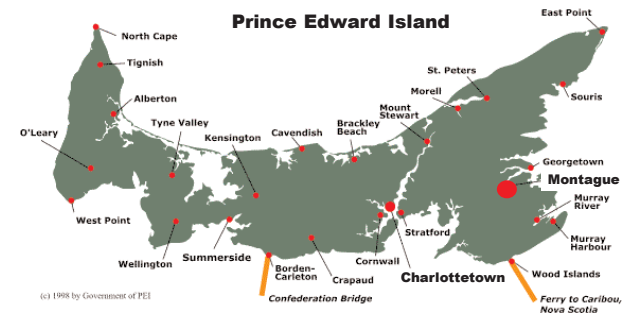 Prince Edward Island
East Point
North Cape
Tignish
St. Peters
Morell
Souris
Alberton
Mount
Stewart
Tyne Valley
Brackley
Beach
Cavendish
Kensington
O'Leary
Georgetown
Montague
Murray
River
West Point
Stratford
Murray
Harbour
Summerside
Wellington
Cornwall
Borden-
Carleton
Crapaud
Charlottetown
Wood Islands
(c) 1998 by Government of PEI
Confederation Bridge
Ferry to Caribou,
Nova Scotia